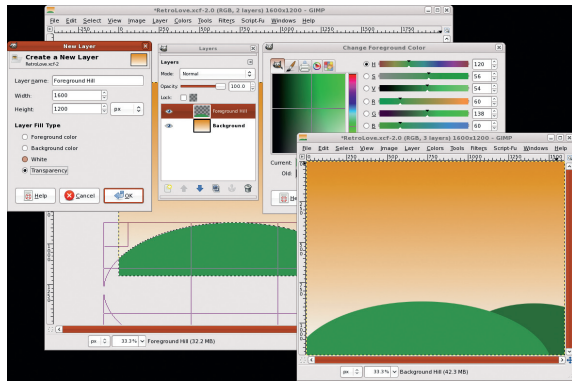 *RetroLove.xcf-2.0 (RGB, 2 layers) 1600x1200 - GIMP
File Edit Select View Image Layer Colors Tools Filters Script-Fu Windows Help
New Layer
Create a New Layer
RetroLove.xcf-2
Layer name: Foreground Hill
Width: 1600
Height: 1200 px
Layer Fill Type
Foreground color
Background color
White
Transparency
Help Cancel OK
Layers
Layers
Mode: Normal
Opacity 100.0
Lock:
Foreground Hill
Background
Change Foreground Color
H 120
S 56
V 54
R 60
G 138
B 60
Current:
Old:
He
px 33.3% Foreground Hill (32.2 MB)
*RetroLove.xcf-2.0 (RGB, 3 layers) 1600x1200 - GIMP
File Edit Select View Image Layer Colors Tools Filters Script-Fu Windows Help
px 33.3% Background Hill (42.3 MB)